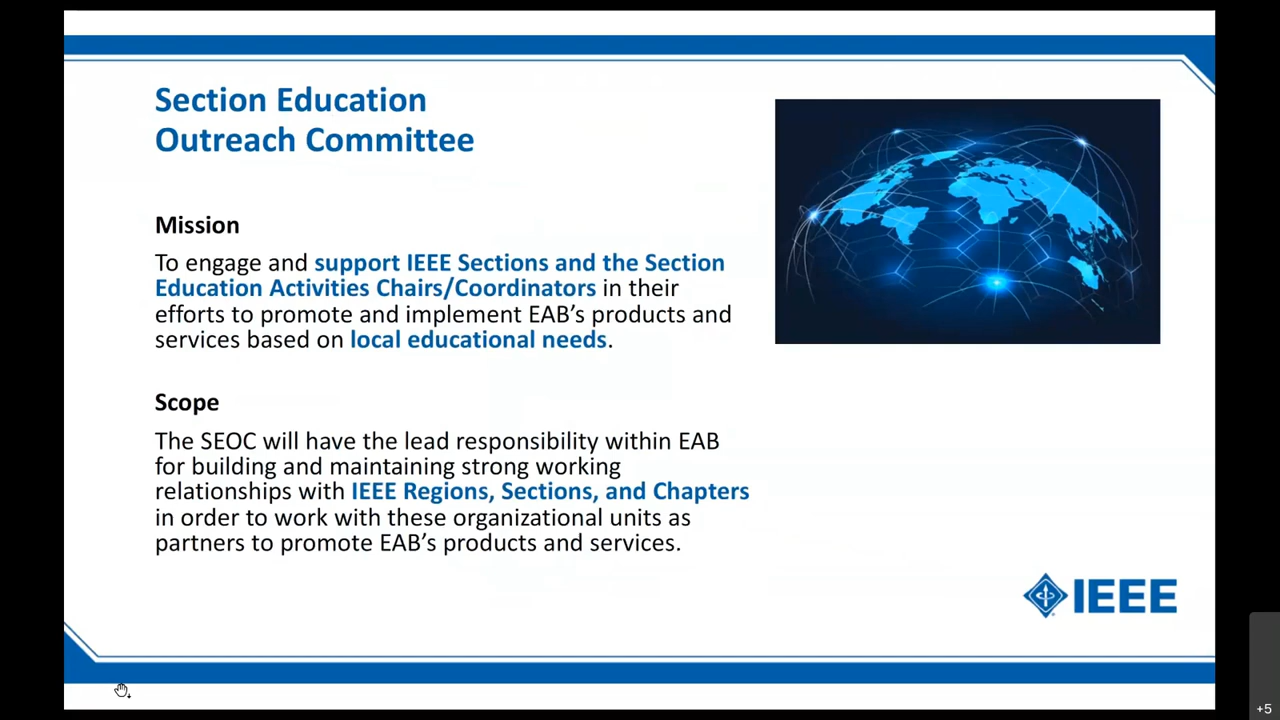 Section Education
Outreach Committee
Mission
To engage and support IEEE Sections and the Section
Education Activities Chairs/Coordinators in their
efforts to promote and implement EAB’s products and
services based on local educational needs.
Scope
The SEOC will have the lead responsibility within EAB
for building and maintaining strong working
relationships with IEEE Regions, Sections, and Chapters
in order to work with these organizational units as
partners to promote EAB’s products and services.
IEEE
+5